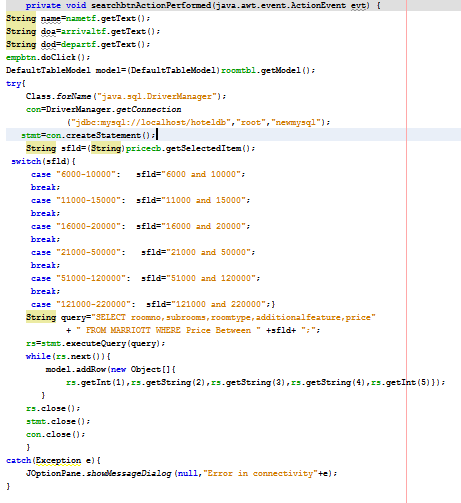 private void searchbtnActionPerformed(java.awt.event.ActionEvent evt) {
String name=nametf.getText();
String doa=arrivaltf.getText();
String dod=departf.getText();
empbtn.doClick();
DefaultTableModel model=(DefaultTableModel)roomtbl.getModel();
try{
Class.forName("java.sql.DriverManager");
con=DriverManager.getConnection
("jdbc:mysql://localhost/hoteldb","root","newmysql");
stmt=con.createStatement();
String sfld=(String)pricecb.getSelectedItem();
switch(sfld){
case "6000-10000": sfld="6000 and 10000";
break;
case "11000-15000": sfld="11000 and 15000";
break;
case "16000-20000": sfld="16000 and 20000";
break;
case "21000-50000": sfld="21000 and 50000";
break;
case "51000-120000": sfld="51000 and 120000";
break;
case "121000-220000": sfld="121000 and 220000";}
String query="SELECT roomno,subrooms,roomtype,additionalfeature,price"
+ " FROM MARRIOTT WHERE Price Between " +sfld+ ";";
rs=stmt.executeQuery(query);
while(rs.next()){
model.addRow(new Object[]{
rs.getInt(1),rs.getString(2),rs.getString(3),rs.getString(4),rs.getInt(5)});
}
rs.close();
stmt.close();
con.close();
}
catch(Exception e){
JOptionPane.showMessageDialog(null,"Error in connectivity"+e);
}